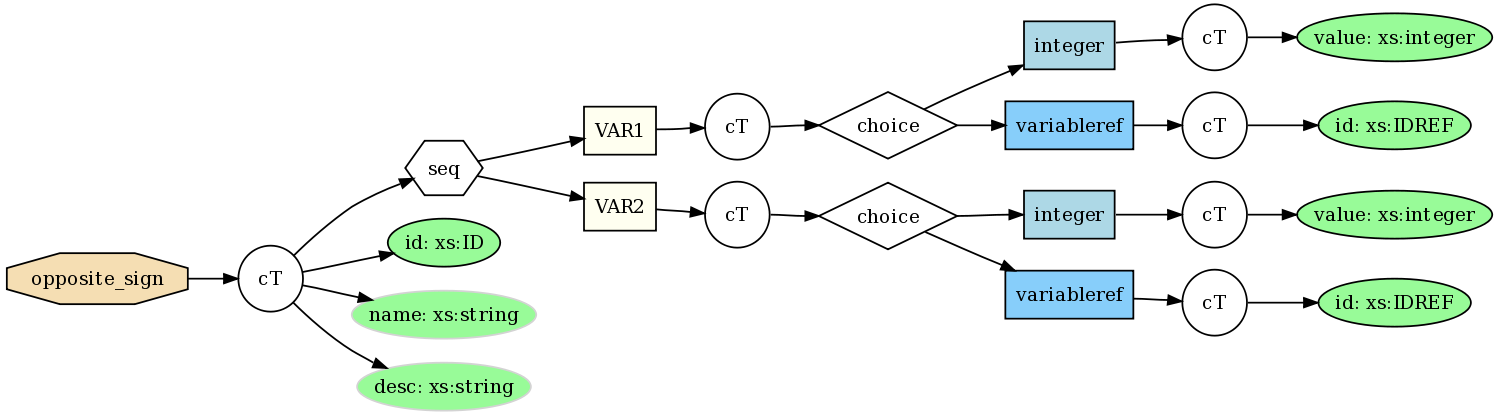 opposite_sign
cT
seq
id: xs:ID
name: xs:string
desc: xs:string
VAR1
cT
choice
integer
cT
value: xs:integer
variableref
cT
id: xs:IDREF
VAR2
cT
choice
integer
cT
value: xs:integer
variableref
cT
id: xs:IDREF